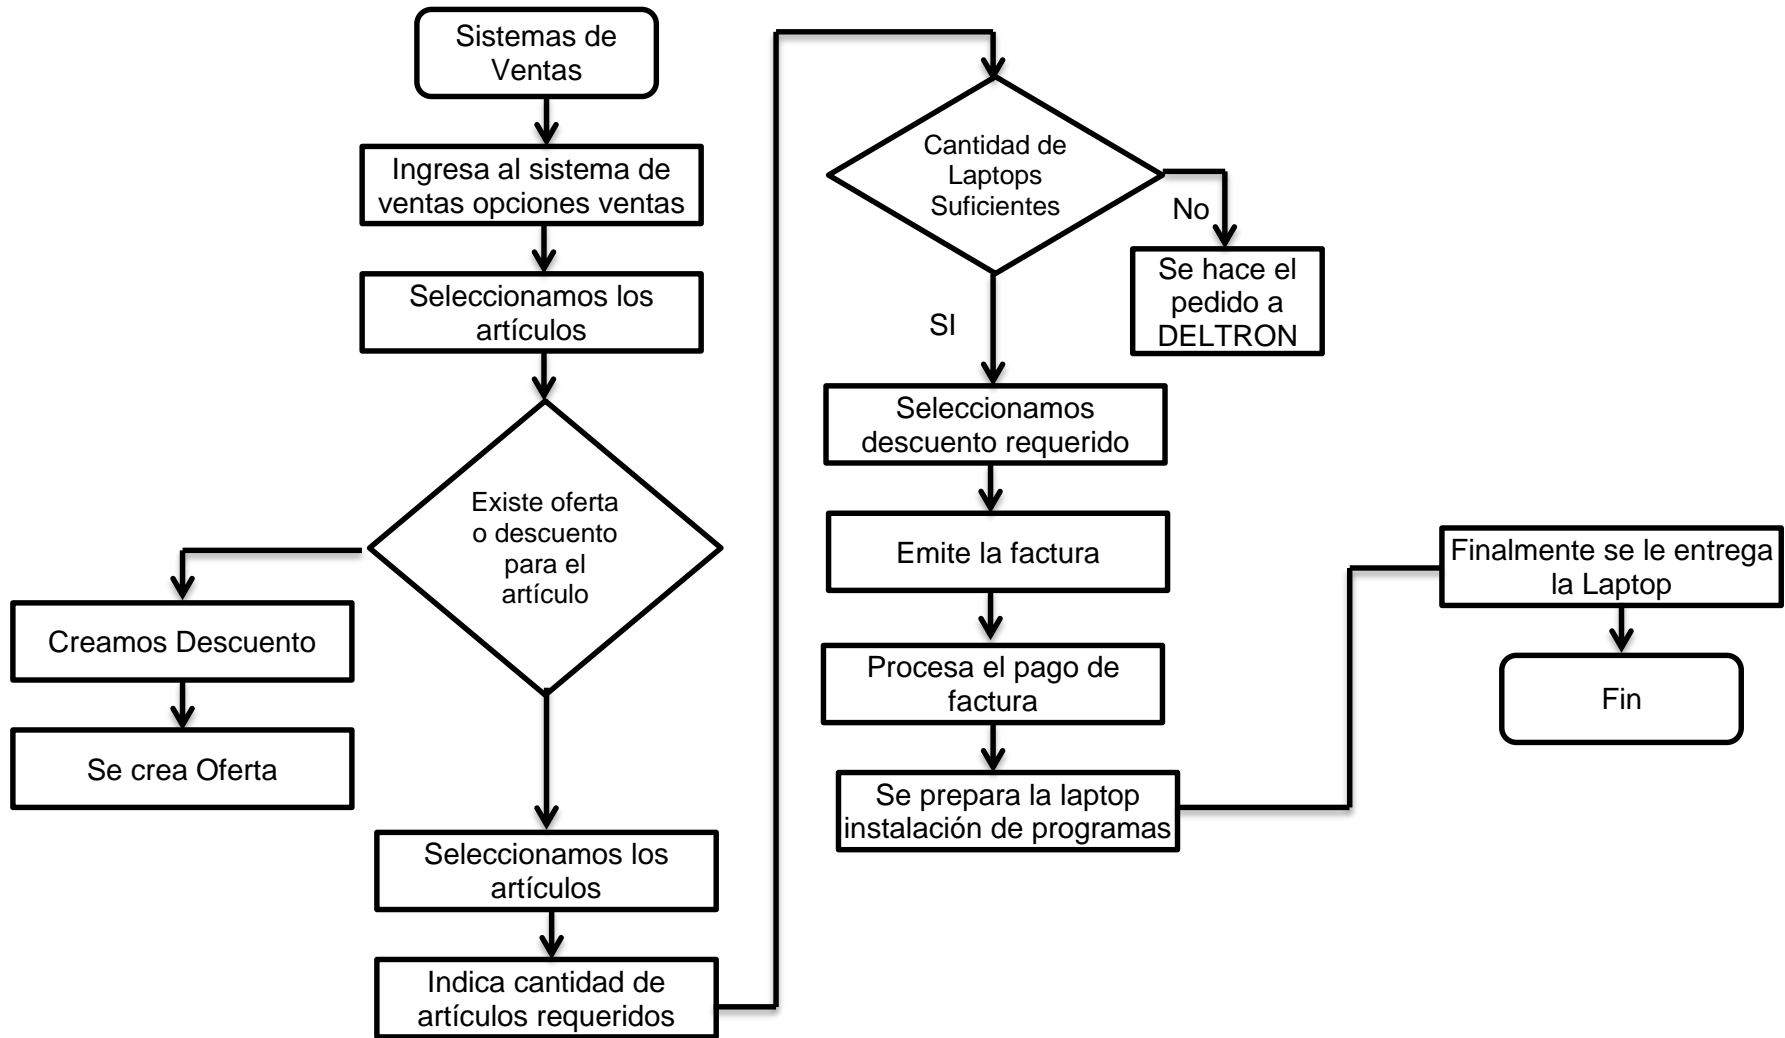 Sistemas de
Ventas
Ingresa al sistema de
ventas opciones ventas
Seleccionamos los
artículos
Existe oferta
o descuento
para el
artículo
Creamos Descuento
Se crea Oferta
Seleccionamos los
artículos
Indica cantidad de
artículos requeridos
Cantidad de
Laptops
Suficientes
No
Se hace el
pedido a
DELTRON
SI
Seleccionamos
descuento requerido
Emite la factura
Procesa el pago de
factura
Se prepara la laptop
instalación de programas
Finalmente se le entrega
la Laptop
Fin